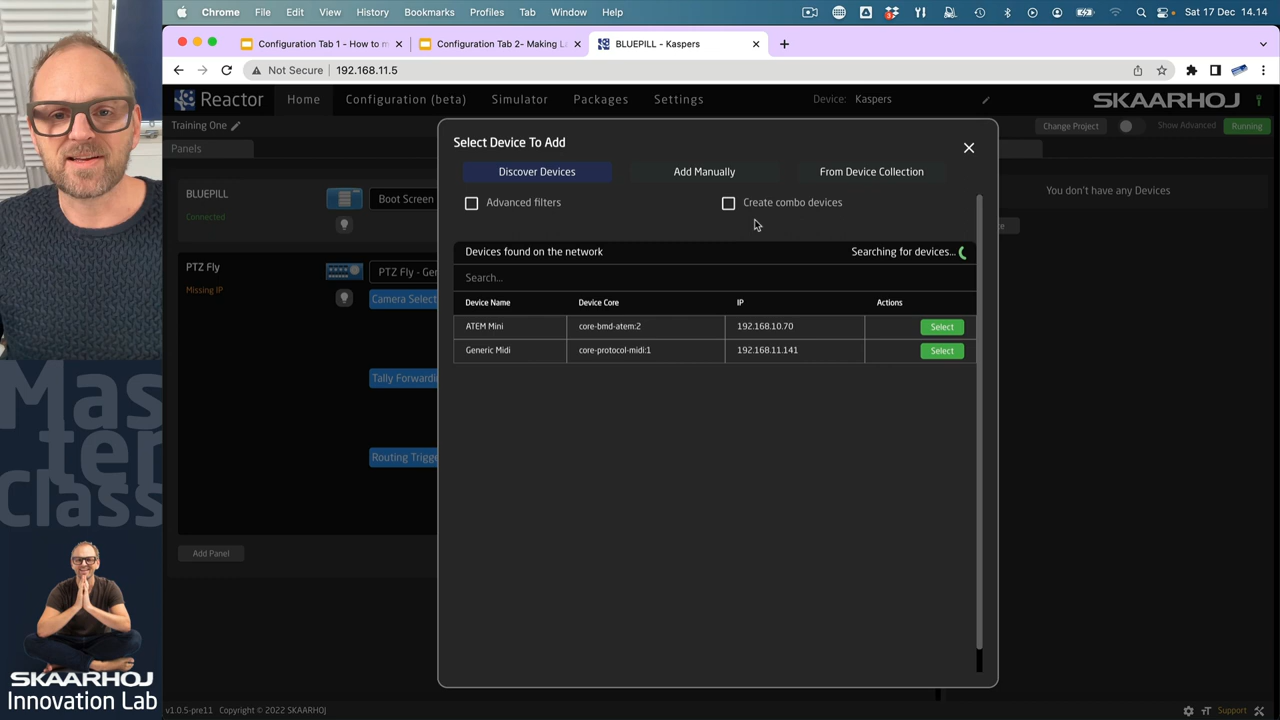 Chrome File Edit View History Bookmarks Profiles Tab Window Help
Sat 17 Dec 14.14
Configuration Tab 1 - How to m
Configuration Tab 2- Making La
BLUEPILL - Kaspers
Not Secure 192.168.11.5
Reactor
Home
Configuration (beta)
Simulator
Packages
Settings
Device: Kaspers
SKAARHOJ
Training One
Change Project
Show Advanced
Running
Panels
BLUEPILL
Connected
Boot Screen
PTZ Fly
Missing IP
PTZ Fly - Ger
Camera Select
Tally Forwardi
Routing Trigge
Add Panel
You don't have any Devices
Select Device To Add
Discover Devices
Add Manually
From Device Collection
Advanced filters
Create combo devices
Devices found on the network
Searching for devices...
Search...
Device Name Device Core IP Actions
ATEM Mini core-bmd-atem:2 192.168.10.70 Select
Generic Midi core-protocol-midi:1 192.168.11.141 Select
Mas
ter
Class
SKAARHOJ
Innovation Lab
v1.0.5-pre11 Copyright © 2022 SKAARHOJ
Support